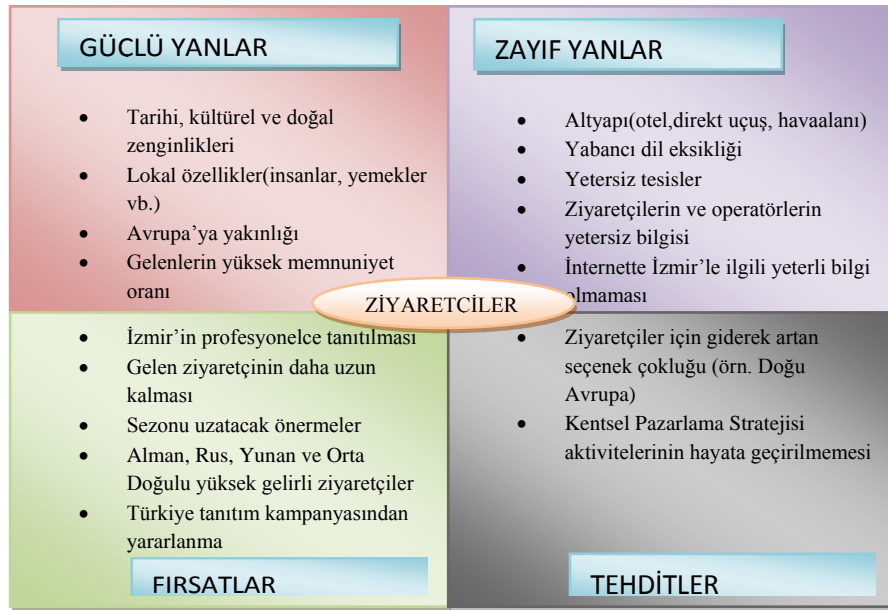 GÜCLÜ YANLAR
• Tarihi, kültürel ve doğal
zenginlikleri
• Lokal özellikler(insanlar, yemekler
vb.)
• Avrupa’ya yakınlığı
• Gelenlerin yüksek memnuniyet
oranı
ZAYIF YANLAR
• Altyapı(otel,direkt uçuş, havaalanı)
• Yabancı dil eksikliği
• Yetersiz tesisler
• Ziyaretçilerin ve operatörlerin
yetersiz bilgisi
• İnternette İzmir’le ilgili yeterli bilgi
olmaması
ZİYARETCİLER
• İzmir’in profesyonelce tanıtılması
• Gelen ziyaretçinin daha uzun
kalması
• Sezonu uzatacak önermeler
• Alman, Rus, Yunan ve Orta
Doğulu yüksek gelirli ziyaretçiler
• Türkiye tanıtım kampanyasından
yararlanma
FIRSATLAR
• Ziyaretçiler için giderek artan
seçenek çokluğu (örn. Doğu
Avrupa)
• Kentsel Pazarlama Stratejisi
aktivitelerinin hayata geçirilmemesi
TEHDİTLER